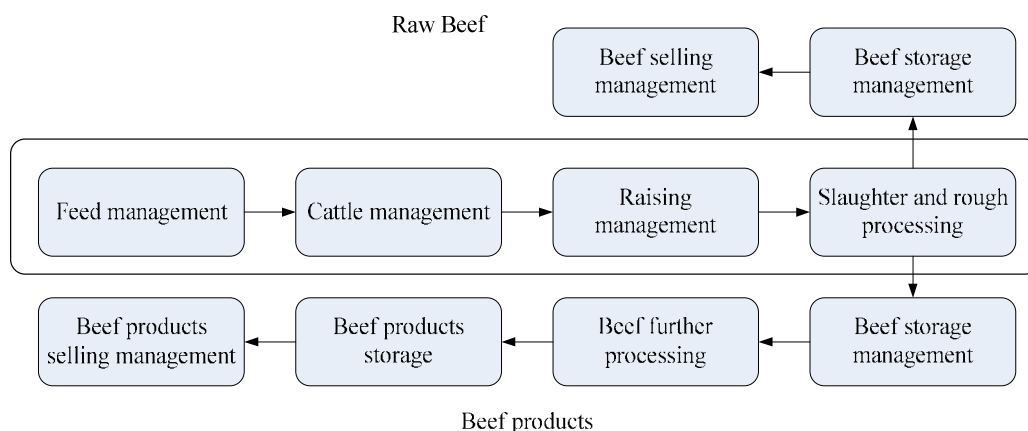 Raw Beef
Beef selling
management
Beef storage
management
Feed management
Cattle management
Raising
management
Slaughter and rough
processing
Beef products
selling management
Beef products
storage
Beef further
processing
Beef storage
management
Beef products